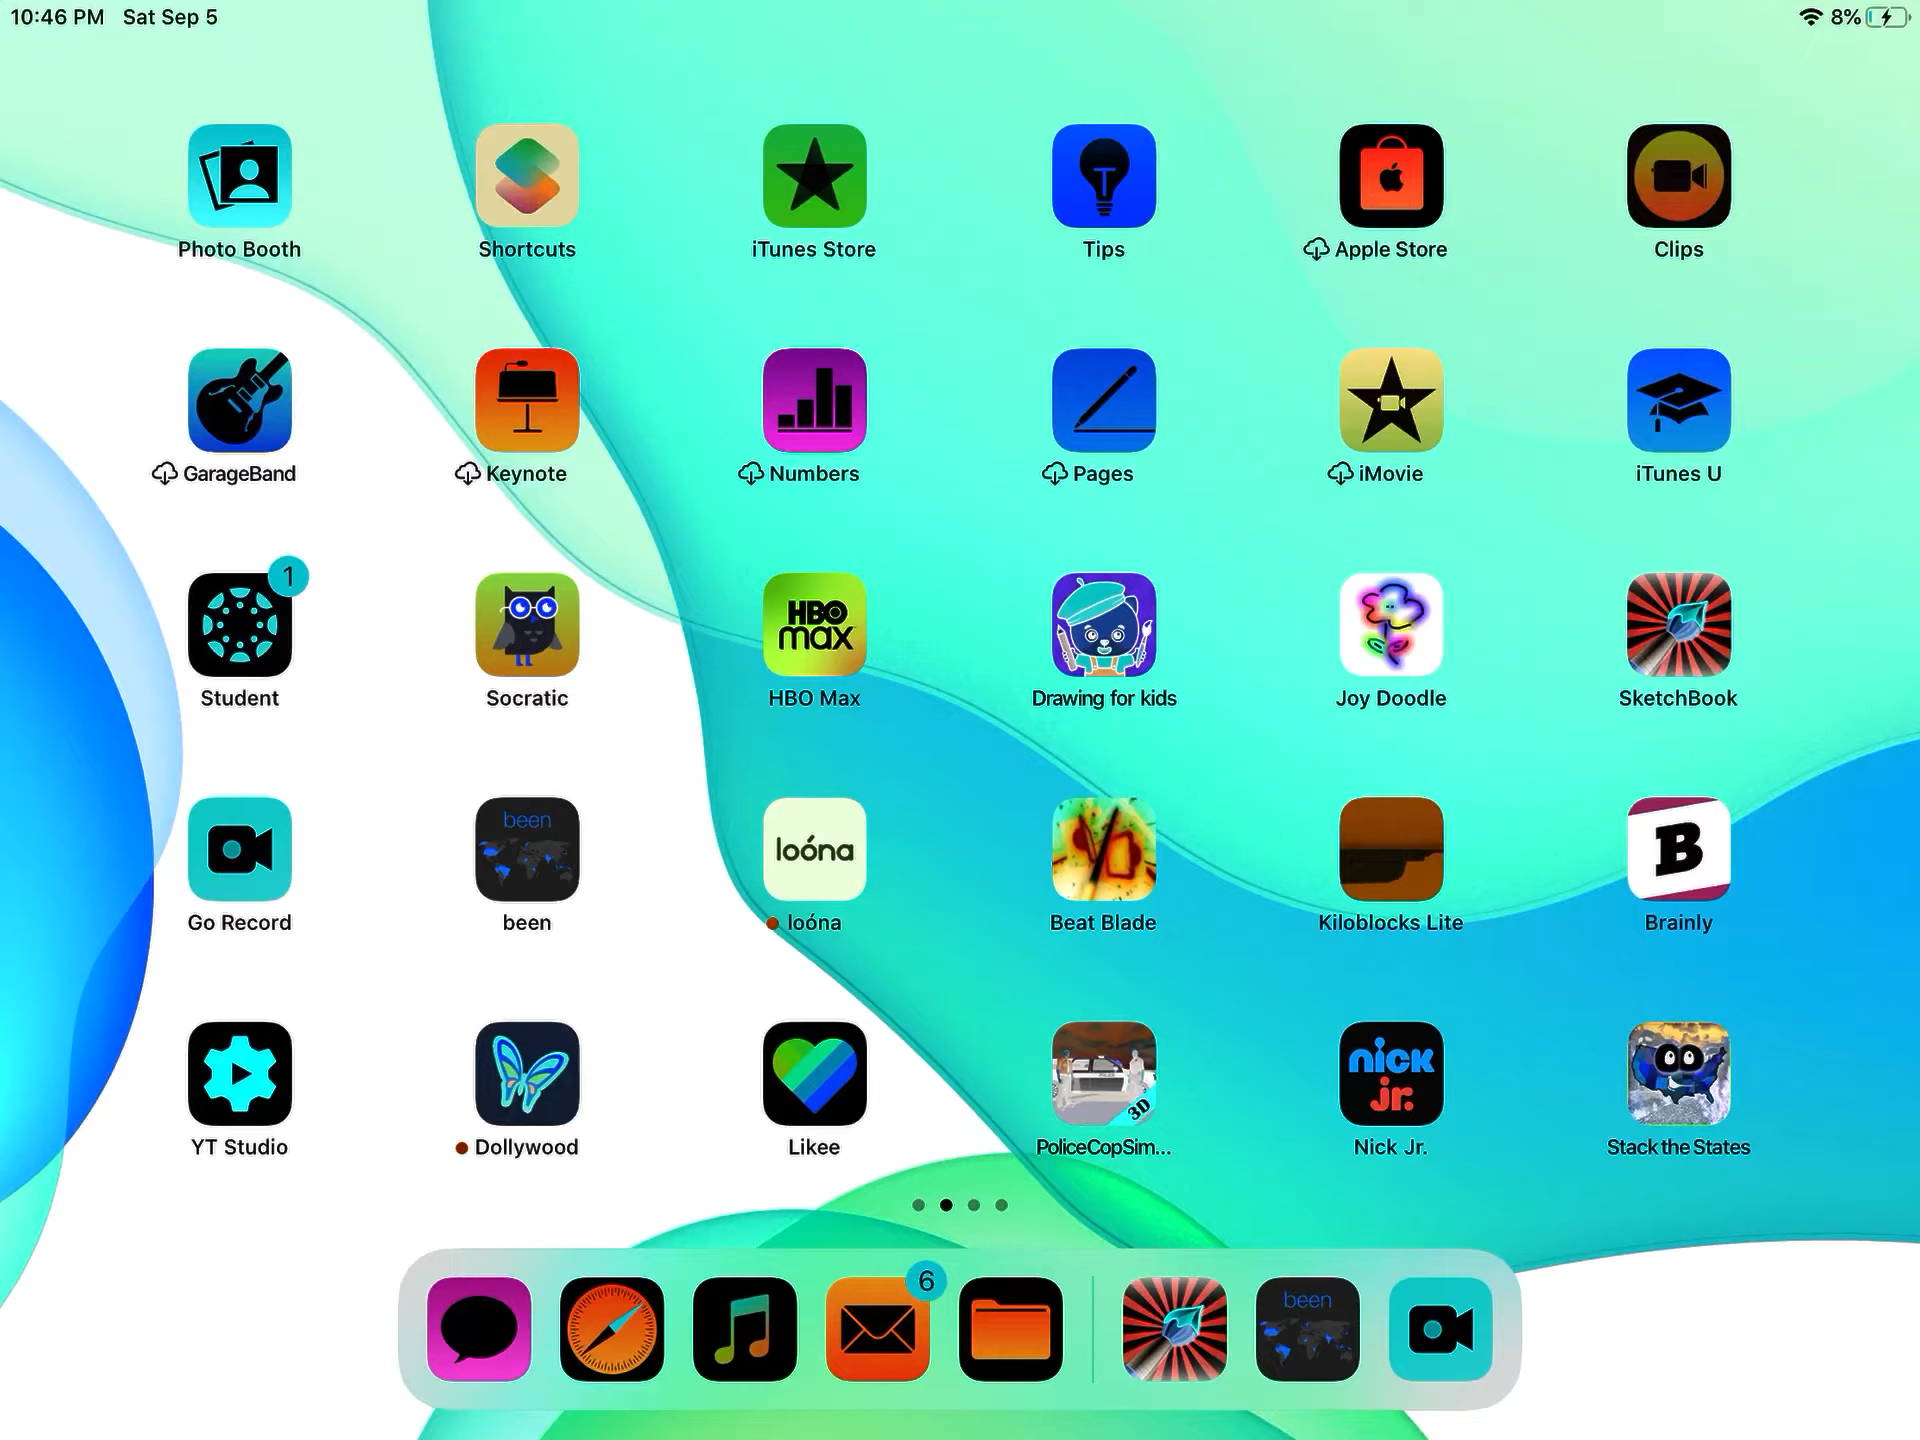 10:46 PM Sat Sep 5
8%
Photo Booth
Shortcuts
iTunes Store
T
Tips
Apple Store
Clips
GarageBand
Keynote
Numbers
Pages
iMovie
iTunes U
1
Student
Socratic
HBO
max
HBO Max
Drawing for kids
Joy Doodle
SketchBook
Go Record
been
been
loóna
loóna
Beat Blade
Kiloblocks Lite
B
Brainly
YT Studio
Dollywood
Likee
POLICE
3D
PoliceCopSim...
nick
jr.
Nick Jr.
Stack the States
6
been